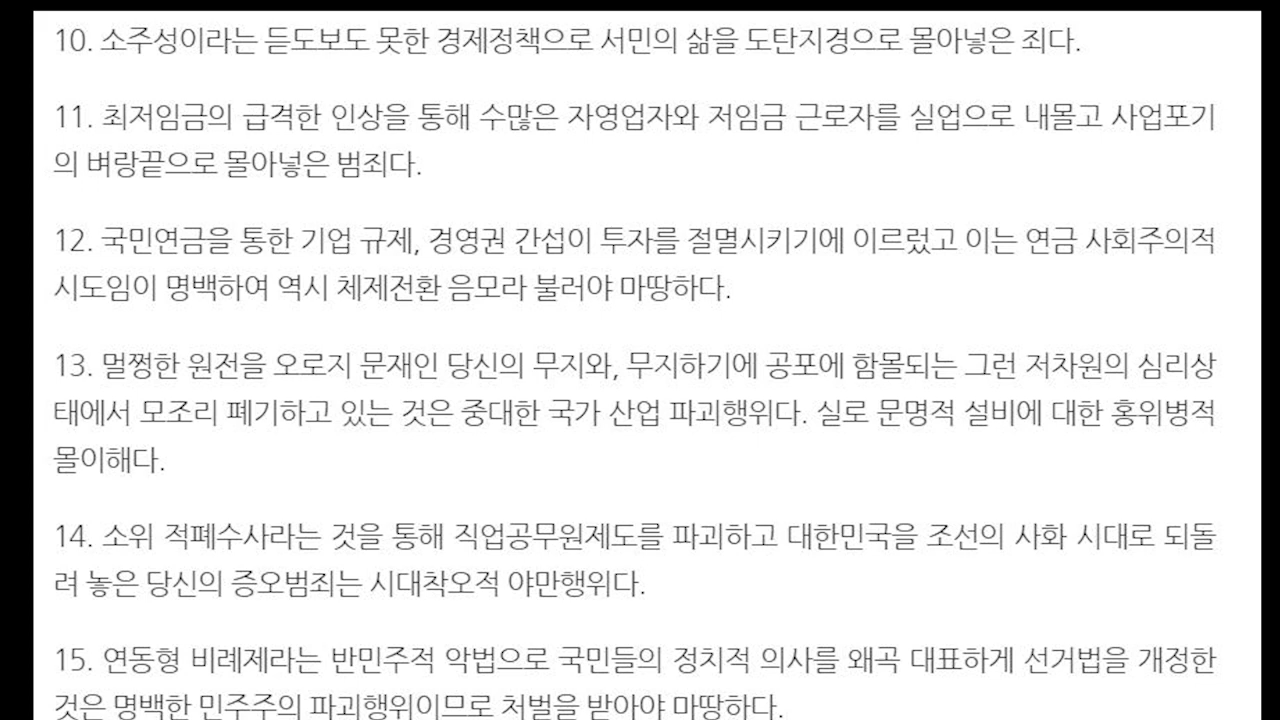 10. 소주성이라는 듣도보도 못한 경제정책으로 서민의 삶을 도탄지경으로 몰아넣은 죄다.
11. 최저임금의 급격한 인상을 통해 수많은 자영업자와 저임금 근로자를 실업으로 내몰고 사업포기
의 벼랑끝으로 몰아넣은 범죄다.
12. 국민연금을 통한 기업 규제, 경영권 간섭이 투자를 절멸시키기에 이르렀고 이는 연금 사회주의적
시도임이 명백하여 역시 체제전환 음모라 불러야 마땅하다.
13. 멀쩡한 원전을 오로지 문재인 당신의 무지와, 무지하기에 공포에 함몰되는 그런 저차원의 심리상
태에서 모조리 폐기하고 있는 것은 중대한 국가 산업 파괴행위다. 실로 문명적 설비에 대한 홍위병적
몰이해다.
14. 소위 적폐수사라는 것을 통해 직업공무원제도를 파괴하고 대한민국을 조선의 사화 시대로 되돌
려 놓은 당신의 증오범죄는 시대착오적 야만행위다.
15. 연동형 비례제라는 반민주적 악법으로 국민들의 정치적 의사를 왜곡 대표하게 선거법을 개정한
것은 명백한 민주주의 파괴행위이므로 처벌을 받아야 마땅하다.